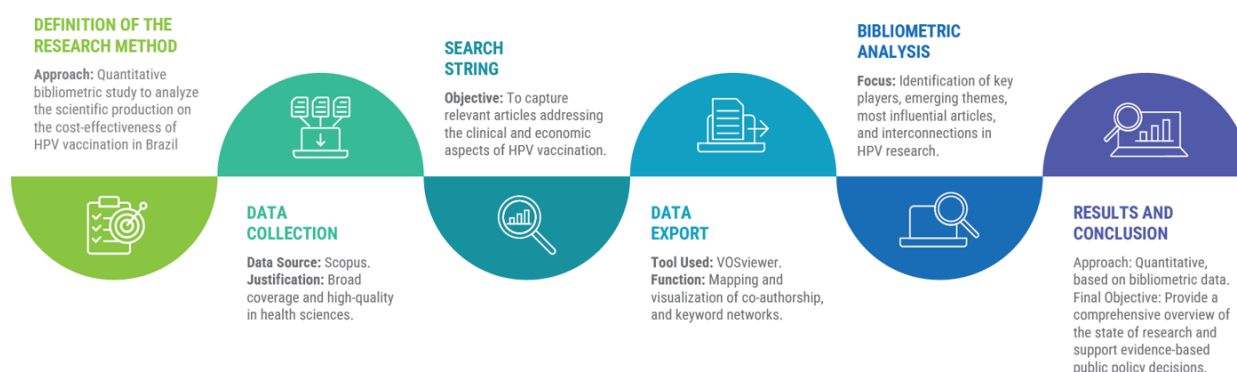 DEFINITION OF THE
RESEARCH METHOD
Approach: Quantitative
bibliometric study to analyze
the scientific production on
the cost-effectiveness of
HPV vaccination in Brazil
DATA
COLLECTION
Data Source: Scopus.
Justification: Broad
coverage and high-quality
in health sciences.
SEARCH
STRING
Objective: To capture
relevant articles addressing
the clinical and economic
aspects of HPV vaccination.
DATA
EXPORT
Tool Used: VOSviewer.
Function: Mapping and
visualization of co-authorship,
and keyword networks.
BIBLIOMETRIC
ANALYSIS
Focus: Identification of key
players, emerging themes,
most influential articles,
and interconnections in
HPV research.
RESULTS AND
CONCLUSION
Approach: Quantitative,
based on bibliometric data.
Final Objective: Provide a
comprehensive overview of
the state of research and
support evidence-based
public policy decisions.